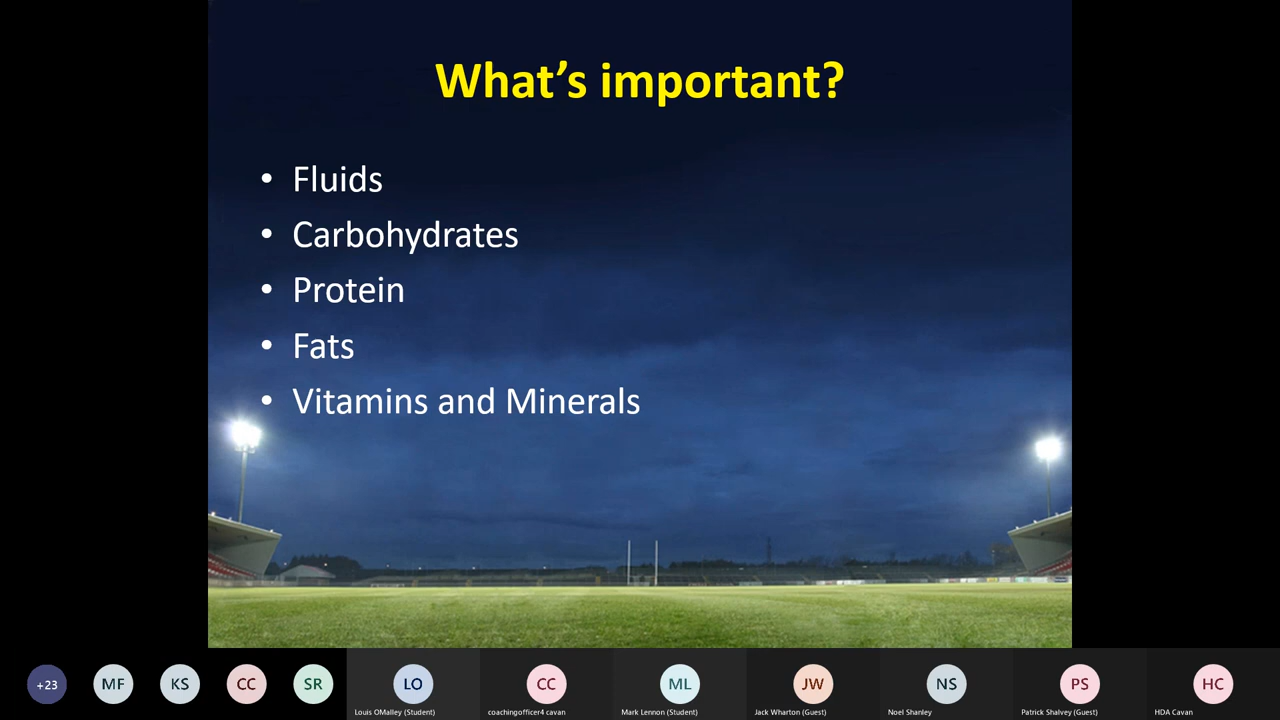 What's important?
• Fluids
• Carbohydrates
• Protein
• Fats
• Vitamins and Minerals
+23
MF
KS
CC
SR
LO
CC
ML
JW
NS
PS
HC
Louis OMalley (Student)
coachingofficer4 cavan
Mark Lennon (Student)
Jack Wharton (Guest)
Noel Shanley
Patrick Shalvey (Guest)
HDA Cavan